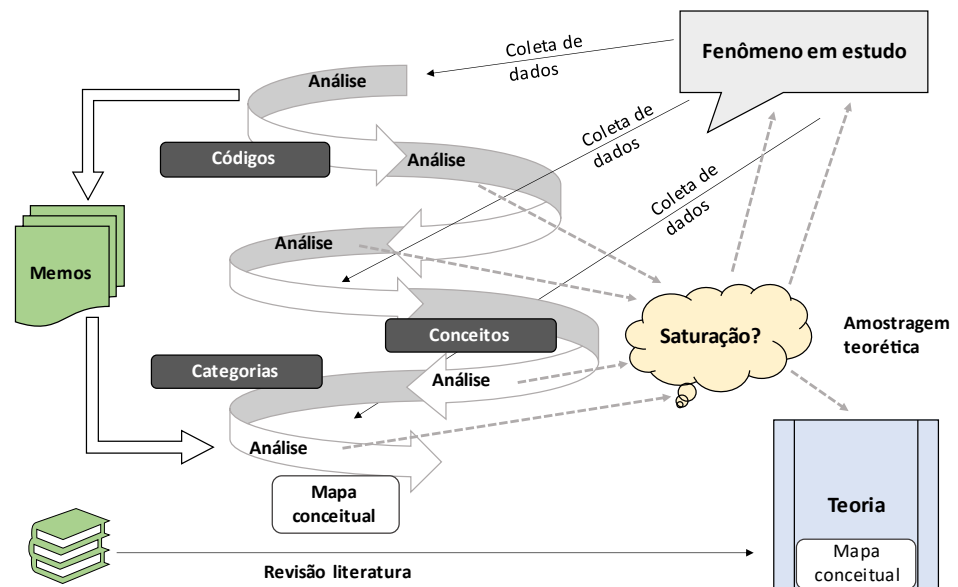 Coleta de
dados
Fenômeno em estudo
Análise
Códigos
Análise
Coleta de
dados
Coleta de
dados
Análise
Memos
Conceitos
Saturação?
Amostragem
teorética
Categorias
Análise
Análise
Mapa
conceitual
Teoria
Mapa
conceitual
Revisão literatura